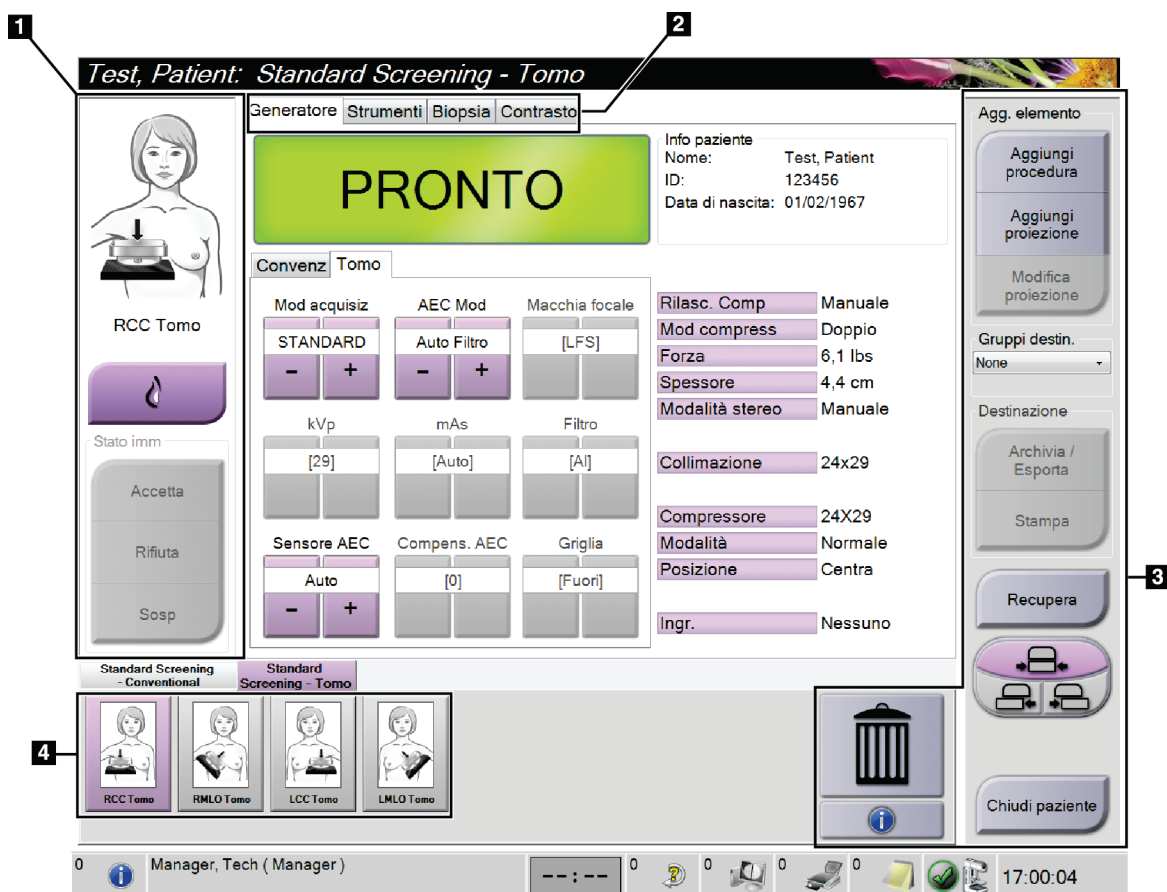 1
2
Test, Patient: Standard Screening - Tomo
Generatore Strumenti Biopsia Contrasto
PRONTO
Info paziente
Nome: Test, Patient
ID: 123456
Data di nascita: 01/02/1967
RCC Tomo
Stato imm
Accetta
Rifiuta
Sosp
Convenz Tomo
Mod acquisiz AEC Mod Macchia focale
STANDARD Auto Filtro [LFS]
- + - +
kVp mAs Filtro
[29] [Auto] [Al]
Sensore AEC Compens. AEC Griglia
Auto [0] [Fuori]
- +
Rilasc. Comp Manuale
Mod compress Doppio
Forza 6,1 lbs
Spessore 4,4 cm
Modalità stereo Manuale
Collimazione 24x29
Compressore 24X29
Modalità Normale
Posizione Centra
Ingr. Nessuno
Agg. elemento
Aggiungi
procedura
Aggiungi
proiezione
Modifica
proiezione
Gruppi destin.
None
Destinazione
Archivia /
Esporta
Stampa
3
Recupera
Chiudi paziente
Standard Screening
- Conventional
Standard
Screening - Tomo
4
RCC Tomo RMLO Tomo LCC Tomo LMLO Tomo
0 Manager, Tech ( Manager ) --:-- 0 0 0 0 17:00:04